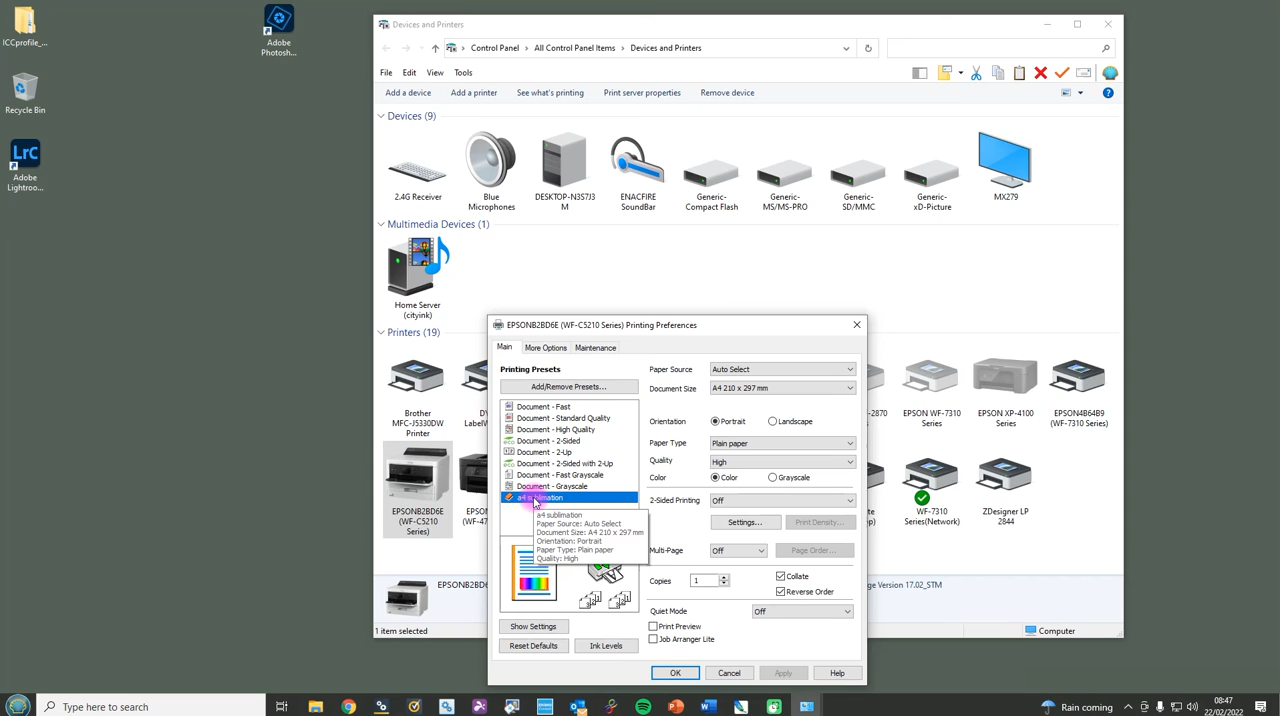 ICCprofile_...
Adobe
Photosh...
Recycle Bin
LrC
Adobe
Lightroo...
Devices and Printers
Control Panel > All Control Panel Items > Devices and Printers
File Edit View Tools
Add a device Add a printer See what's printing Print server properties Remove device
Devices (9)
2.4G Receiver
Blue
Microphones
DESKTOP-N3S7J3
M
ENACFIRE
SoundBar
Generic-
Compact Flash
Generic-
MS/MS-PRO
Generic-
SD/MMC
Generic-
xD-Picture
MX279
Multimedia Devices (1)
Home Server
(cityink)
Printers (19)
Brother
MFC-J5330DW
Printer
EPSON WF-7310
Series
EPSON XP-4100
Series
EPSON4B64B9
(WF-7310 Series)
EPSONB2BD6E
(WF-C5210
Series)
WF-7310
Series(Network)
ZDesigner LP
2844
1 item selected
Computer
EPSONB2BD6E (WF-C5210 Series) Printing Preferences
Main More Options Maintenance
Printing Presets
Add/Remove Presets...
Document - Fast
Document - Standard Quality
Document - High Quality
Document - 2-Sided
Document - 2-Up
Document - 2-Sided with 2-Up
Document - Fast Grayscale
Document - Grayscale
a4 sublimation
a4 sublimation
Paper Source: Auto Select
Document Size: A4 210 x 297 mm
Orientation: Portrait
Paper Type: Plain paper
Quality: High
Show Settings
Reset Defaults Ink Levels
Paper Source Auto Select
Document Size A4 210 x 297 mm
Orientation Portrait Landscape
Paper Type Plain paper
Quality High
Color Color Grayscale
2-Sided Printing Off
Settings... Print Density...
Multi-Page Off Page Order...
Copies 1 Collate
Reverse Order
Quiet Mode Off
Print Preview
Job Arranger Lite
OK Cancel Apply Help
Type here to search
Rain coming
08:47
22/02/2022